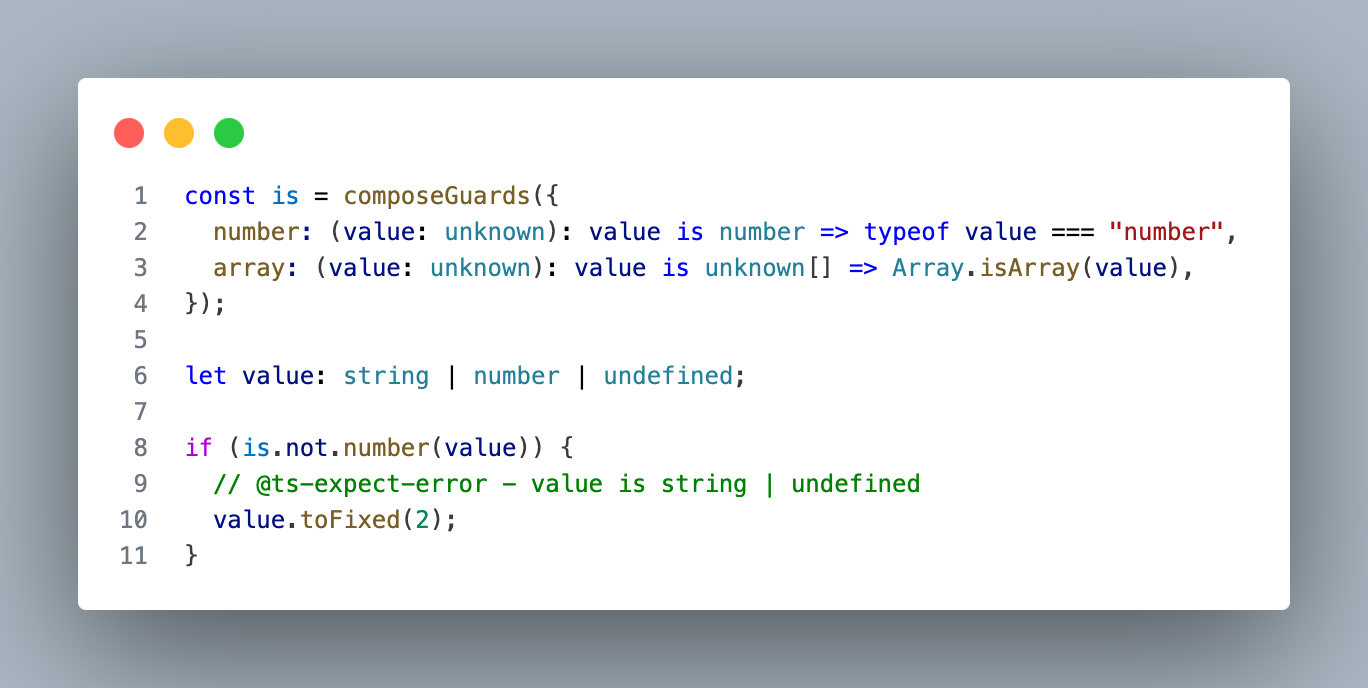 1 const is = composeGuards({
2   number: (value: unknown): value is number => typeof value === "number",
3   array: (value: unknown): value is unknown[] => Array.isArray(value),
4 });
5
6 let value: string | number | undefined;
7
8 if (is.not.number(value)) {
9   // @ts-expect-error - value is string | undefined
10   value.toFixed(2);
11 }